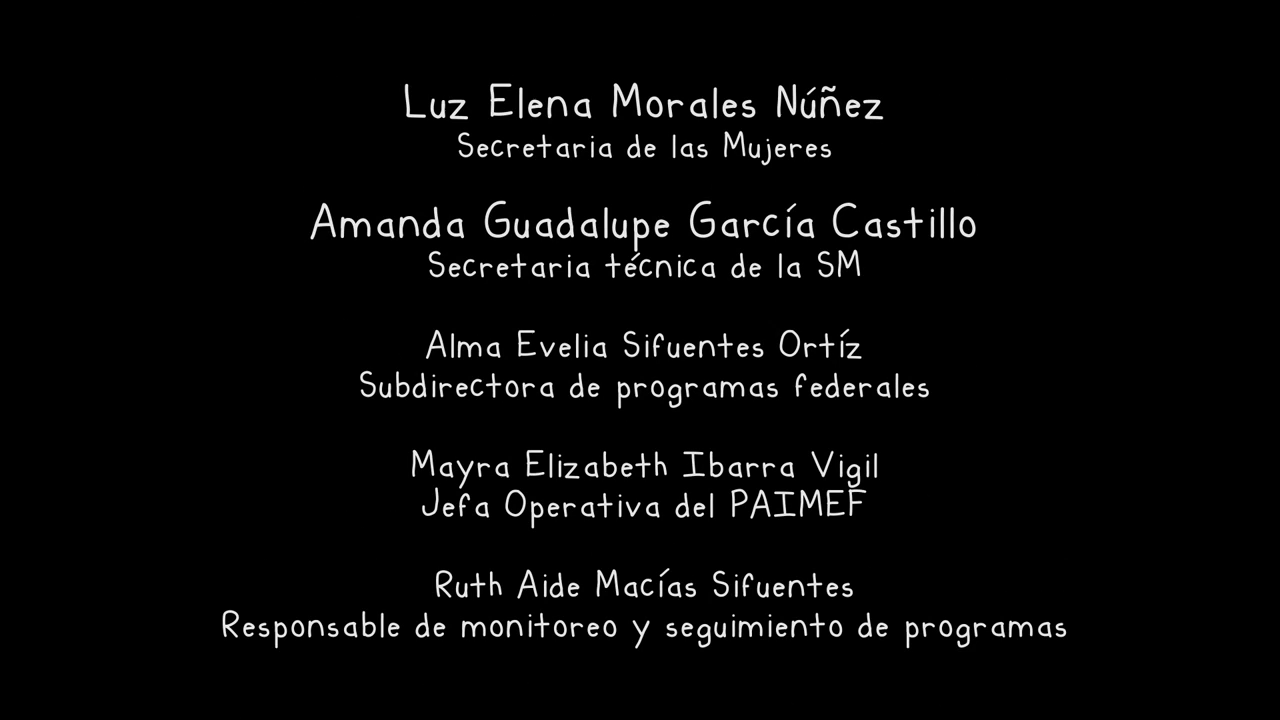 Luz Elena Morales Núñez
Secretaria de las Mujeres
Amanda Guadalupe García Castillo
Secretaria técnica de la SM
Alma Evelia Sifuentes Ortíz
Subdirectora de programas federales
Mayra Elizabeth Ibarra Vigil
Jefa Operativa del PAIMEF
Ruth Aide Macías Sifuentes
Responsable de monitoreo y seguimiento de programas